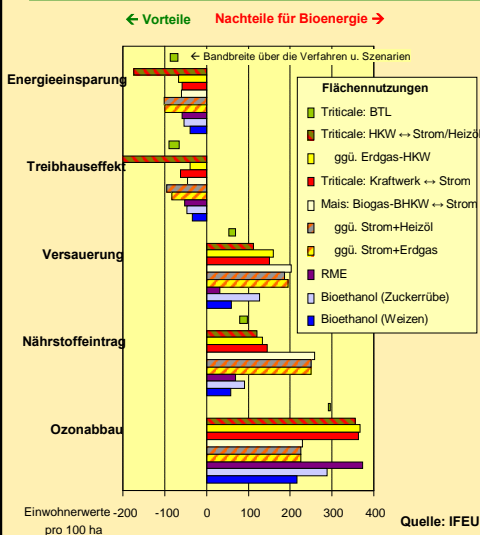 ← Vorteile Nachteile für Bioenergie →
← Bandbreite über die Verfahren u. Szenarien
Energieeinsparung
Treibhauseffekt
Versauerung
Nährstoffeintrag
Ozonabbau
Flächennutzungen
Triticale: BTL
Triticale: HKW ↔ Strom/Heizöl
ggü. Erdgas-HKW
Triticale: Kraftwerk ↔ Strom
Mais: Biogas-BHKW ↔ Strom
ggü. Strom+Heizöl
ggü. Strom+Erdgas
RME
Bioethanol (Zuckerrübe)
Bioethanol (Weizen)
Einwohnerwerte pro 100 ha
-200 -100 0 100 200 300 400
Quelle: IFEU